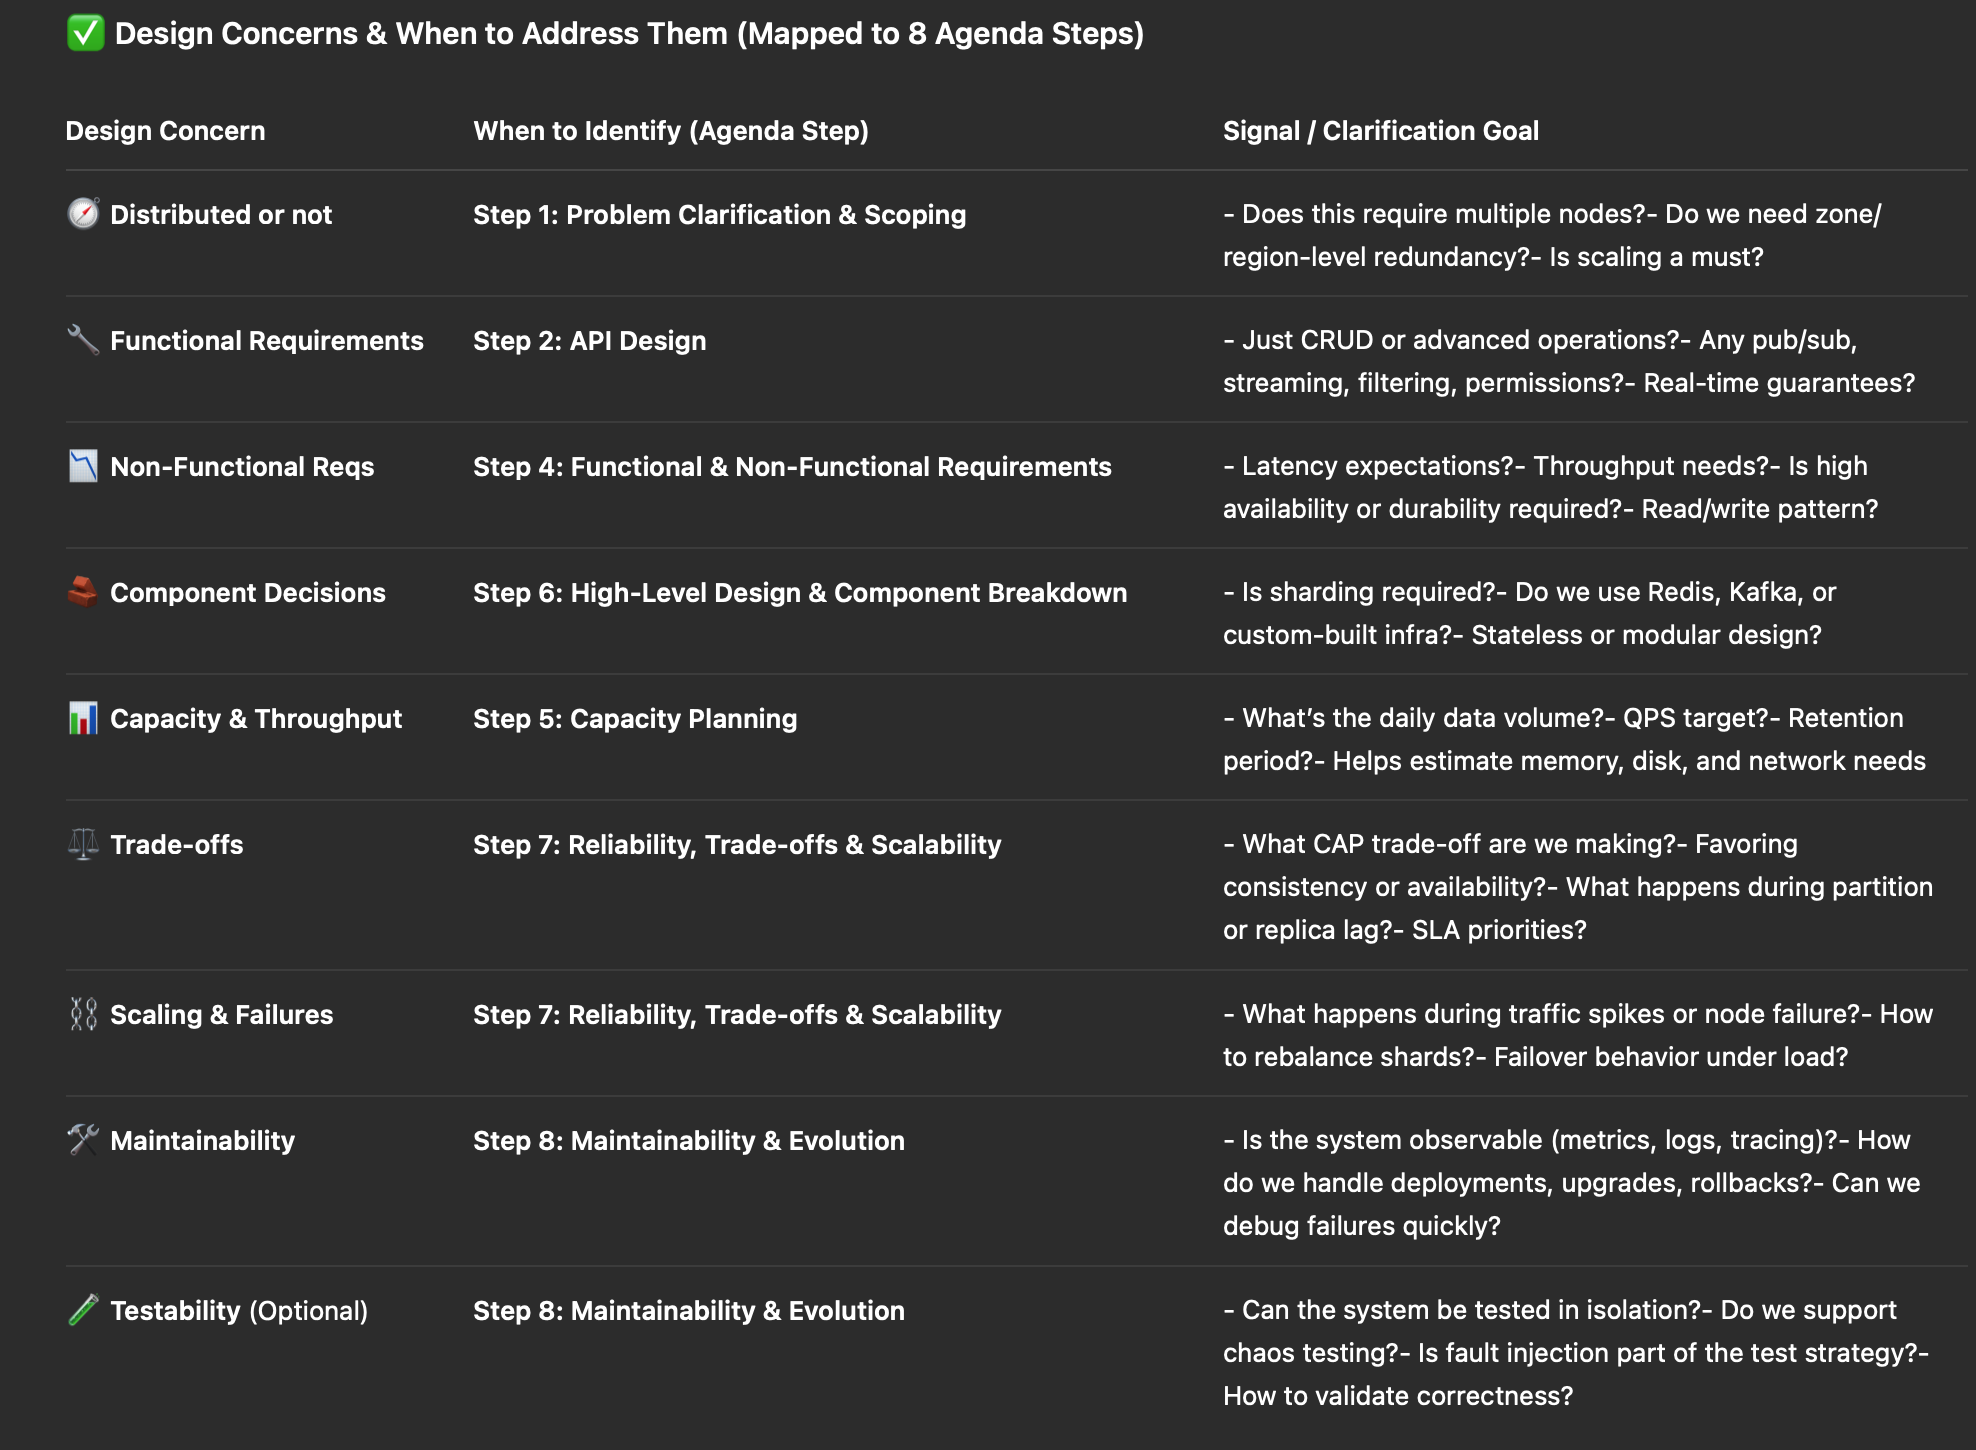 ✅ Design Concerns & When to Address Them (Mapped to 8 Agenda Steps)
Design Concern When to Identify (Agenda Step) Signal / Clarification Goal
Distributed or not Step 1: Problem Clarification & Scoping - Does this require multiple nodes?- Do we need zone/
region-level redundancy?- Is scaling a must?
Functional Requirements Step 2: API Design - Just CRUD or advanced operations?- Any pub/sub,
streaming, filtering, permissions?- Real-time guarantees?
Non-Functional Reqs Step 4: Functional & Non-Functional Requirements - Latency expectations?- Throughput needs?- Is high
availability or durability required?- Read/write pattern?
Component Decisions Step 6: High-Level Design & Component Breakdown - Is sharding required?- Do we use Redis, Kafka, or
custom-built infra?- Stateless or modular design?
Capacity & Throughput Step 5: Capacity Planning - What’s the daily data volume?- QPS target?- Retention
period?- Helps estimate memory, disk, and network needs
Trade-offs Step 7: Reliability, Trade-offs & Scalability - What CAP trade-off are we making?- Favoring
consistency or availability?- What happens during partition
or replica lag?- SLA priorities?
Scaling & Failures Step 7: Reliability, Trade-offs & Scalability - What happens during traffic spikes or node failure?- How
to rebalance shards?- Failover behavior under load?
Maintainability Step 8: Maintainability & Evolution - Is the system observable (metrics, logs, tracing)?- How
do we handle deployments, upgrades, rollbacks?- Can we
debug failures quickly?
Testability (Optional) Step 8: Maintainability & Evolution - Can the system be tested in isolation?- Do we support
chaos testing?- Is fault injection part of the test strategy?-
How to validate correctness?